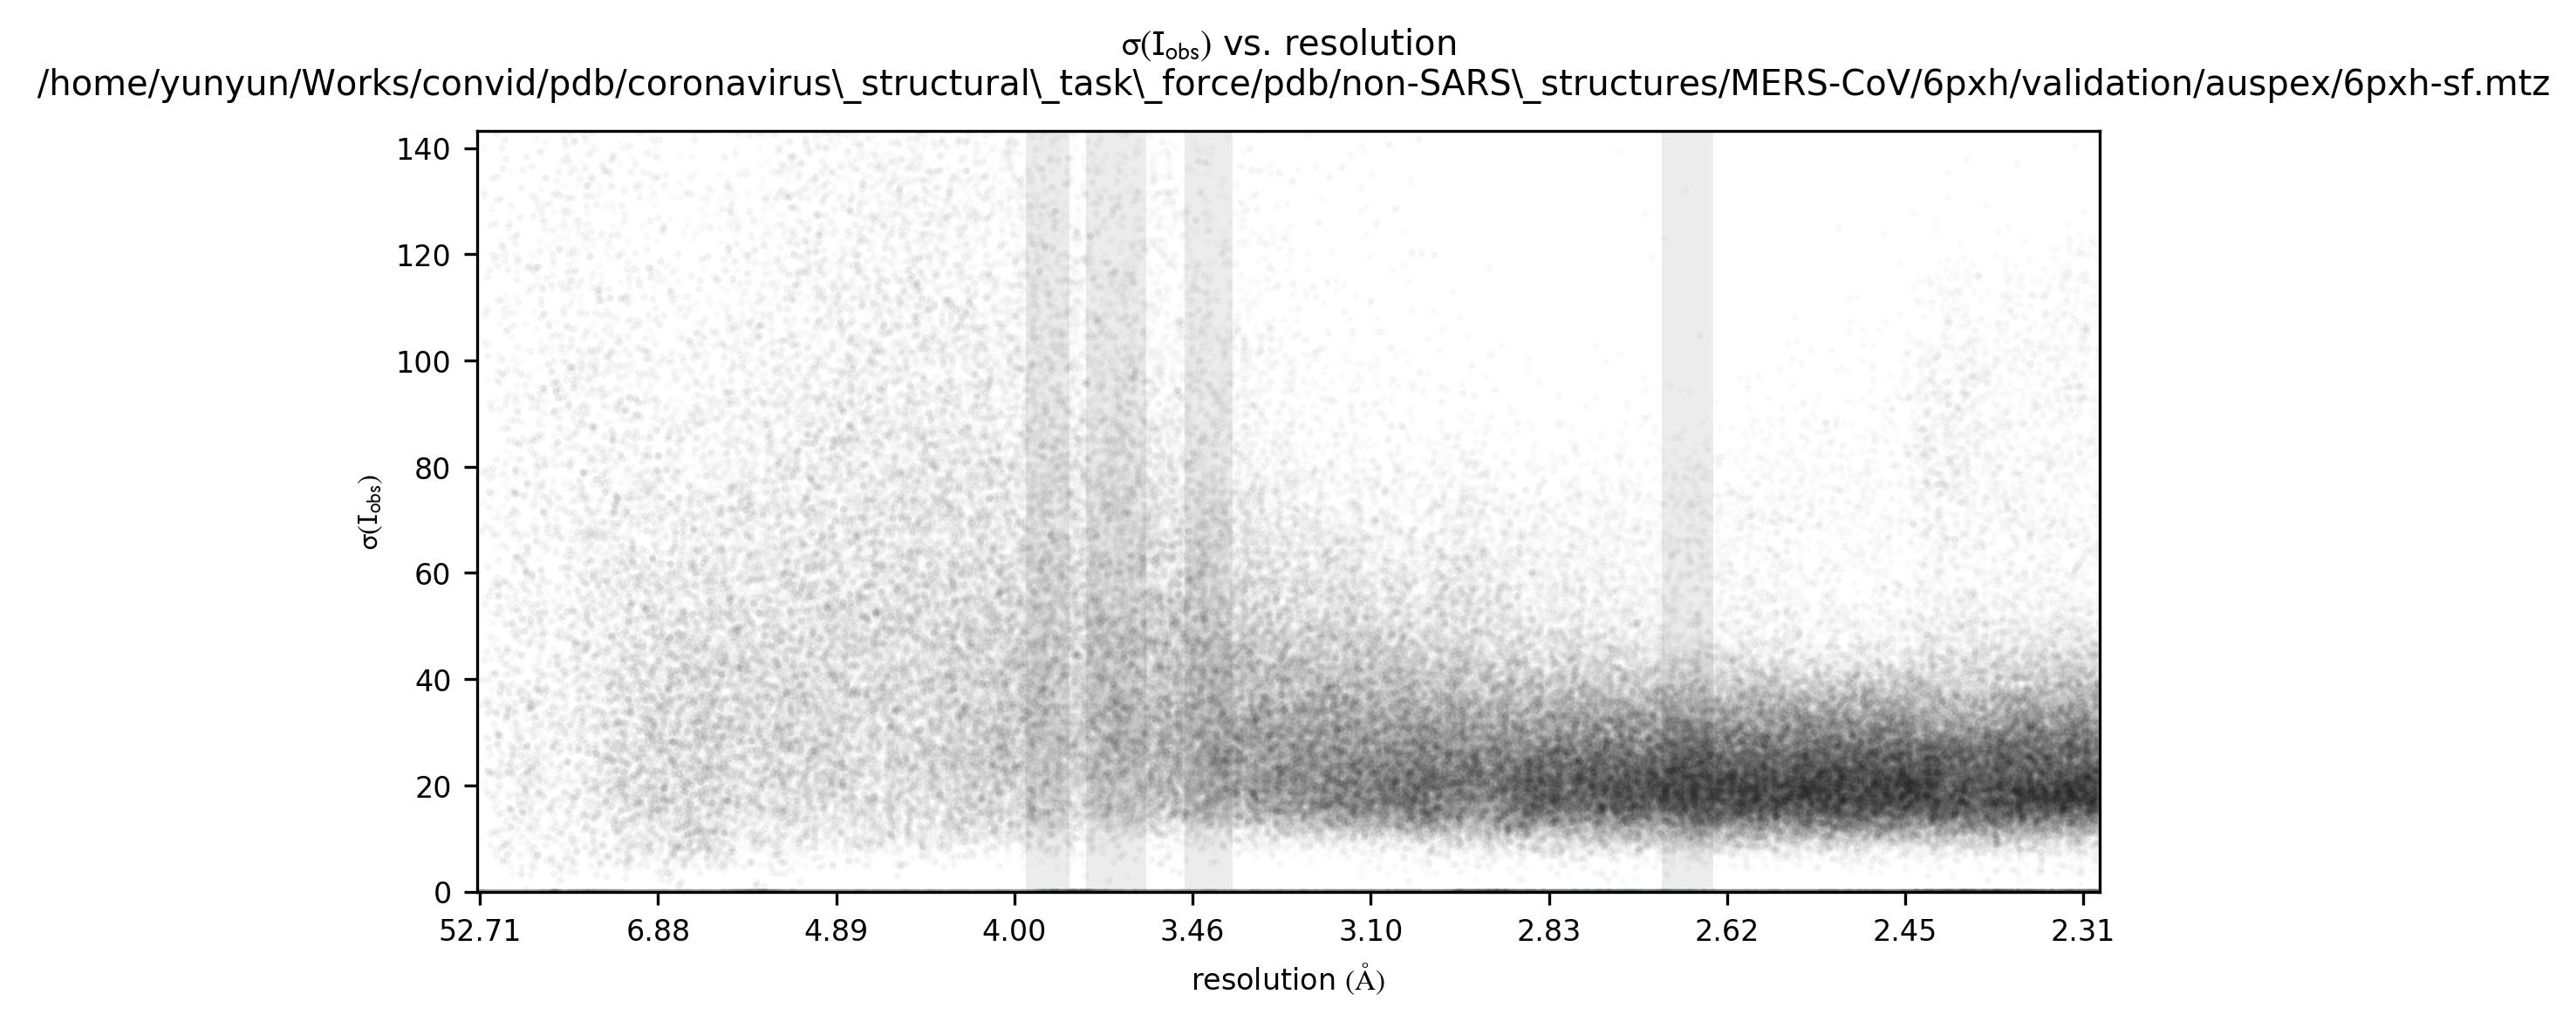 σ(I_obs) vs. resolution
/home/yunyun/Works/convid/pdb/coronavirus\_structural\_task\_force/pdb/non-SARS\_structures/MERS-CoV/6pxh/validation/auspex/6pxh-sf.mtz
140
120
100
80
60
40
20
0
σ(I_obs)
52.71 6.88 4.89 4.00 3.46 3.10 2.83 2.62 2.45 2.31
resolution (Å)